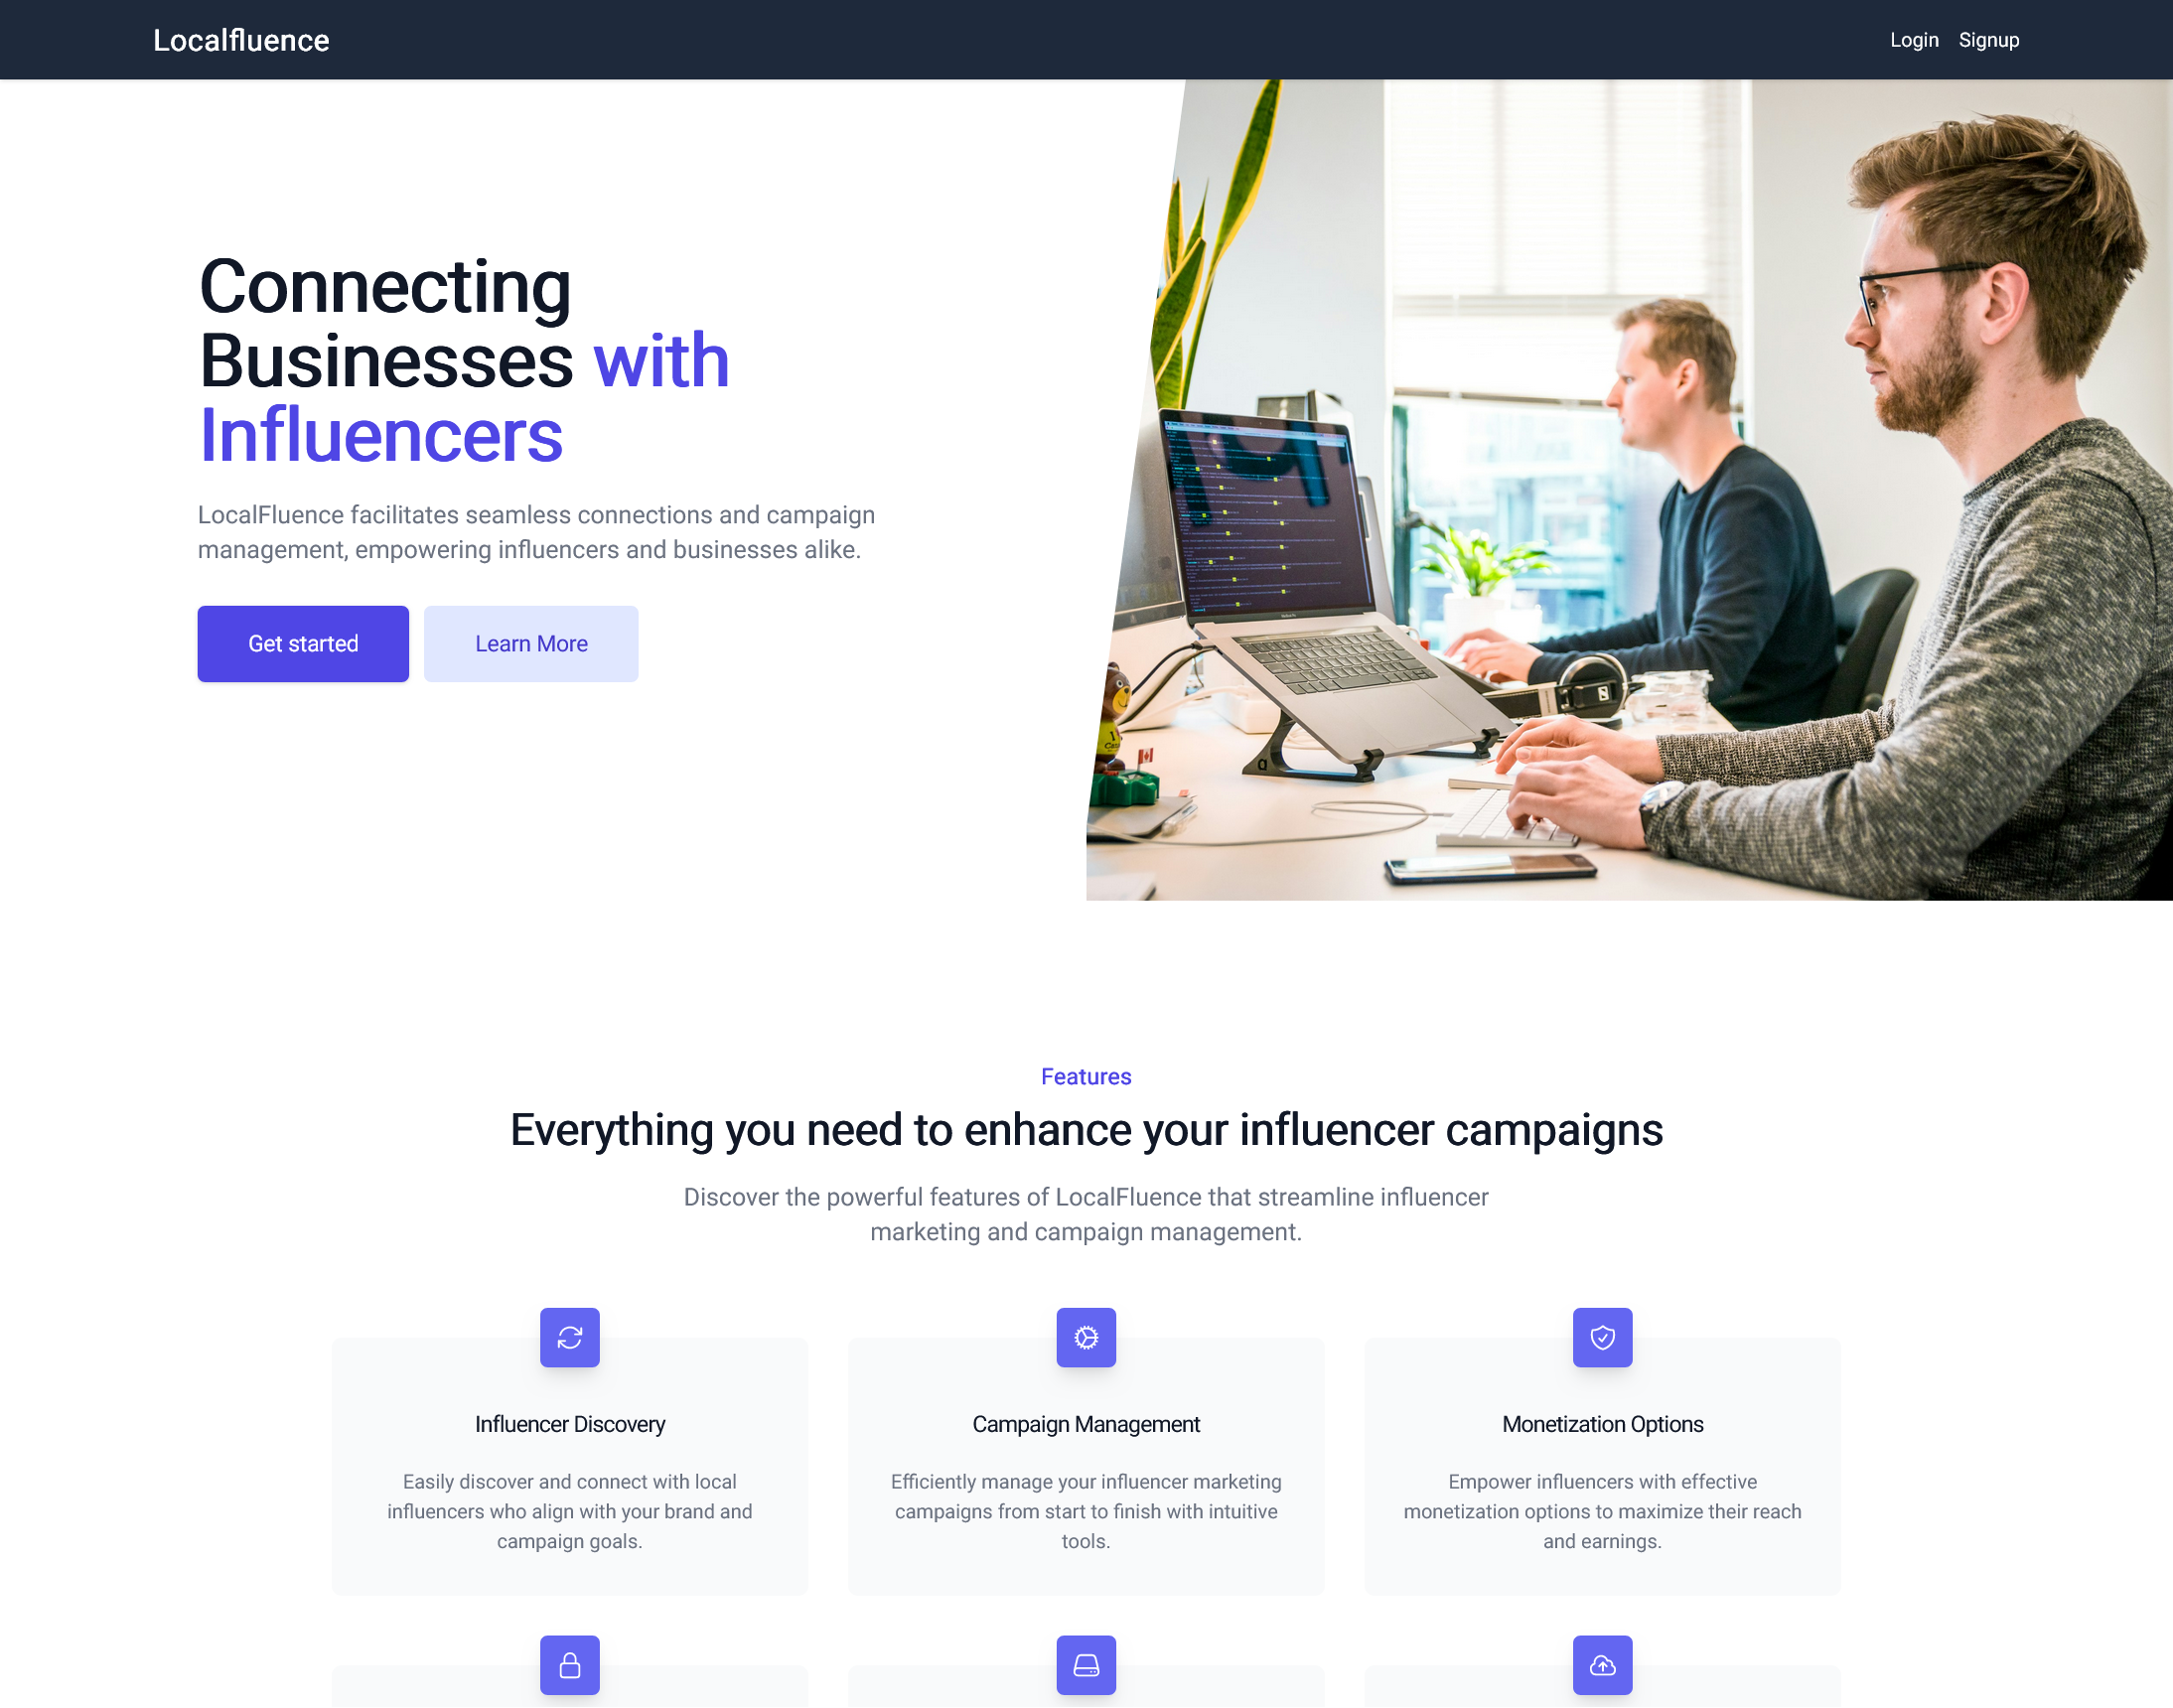 Localfluence
Login Signup
Connecting
Businesses with
Influencers
LocalFluence facilitates seamless connections and campaign
management, empowering influencers and businesses alike.
Get started
Learn More
Features
Everything you need to enhance your influencer campaigns
Discover the powerful features of LocalFluence that streamline influencer
marketing and campaign management.
Influencer Discovery
Easily discover and connect with local
influencers who align with your brand and
campaign goals.
Campaign Management
Efficiently manage your influencer marketing
campaigns from start to finish with intuitive
tools.
Monetization Options
Empower influencers with effective
monetization options to maximize their reach
and earnings.